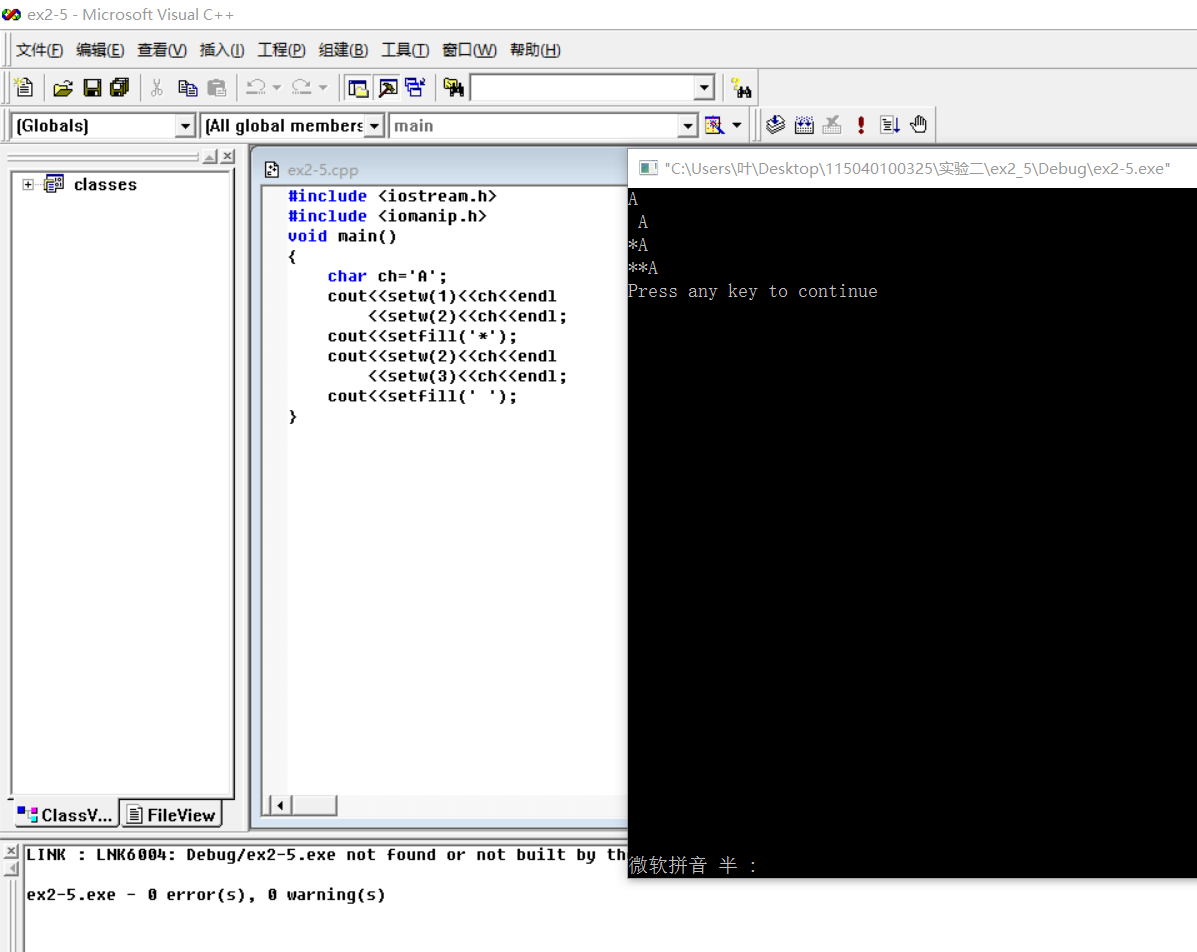 ex2-5 - Microsoft Visual C++
文件(F) 编辑(E) 查看(V) 插入(I) 工程(P) 组建(B) 工具(T) 窗口(W) 帮助(H)
(Globals) (All global members main
classes
ex2-5.cpp
#include <iostream.h>
#include <iomanip.h>
void main()
{
    char ch='A';
    cout<<setw(1)<<ch<<endl
        <<setw(2)<<ch<<endl;
    cout<<setfill('*');
    cout<<setw(2)<<ch<<endl
        <<setw(3)<<ch<<endl;
    cout<<setfill(' ');
}
"C:\Users\叶\Desktop\115040100325\实验二\ex2_5\Debug\ex2-5.exe"
A
 A
*A
**A
Press any key to continue
微软拼音 半 :
ClassV... FileView
LINK : LNK6004: Debug/ex2-5.exe not found or not built by th
ex2-5.exe - 0 error(s), 0 warning(s)